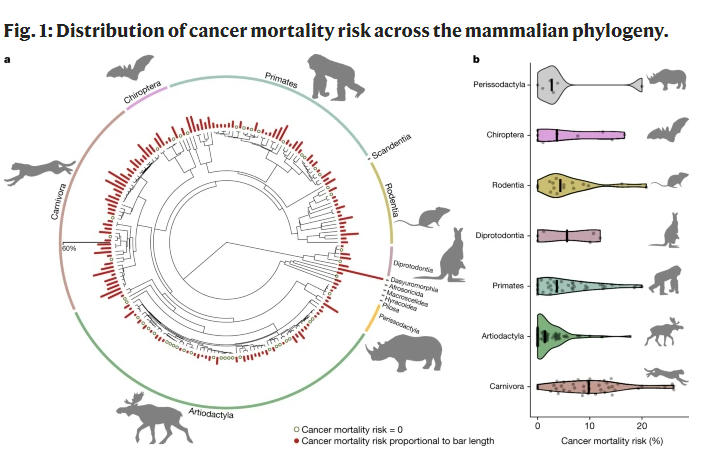 Fig. 1: Distribution of cancer mortality risk across the mammalian phylogeny.
a
Chiroptera
Primates
Scandentia
Rodentia
Diprotodontia
Dasyuromorphia
Afrosoricida
Macroscelidea
Hyracoidea
Pilosa
Perissodactyla
Artiodactyla
Carnivora
60%
Cancer mortality risk = 0
Cancer mortality risk proportional to bar length
b
Perissodactyla
Chiroptera
Rodentia
Diprotodontia
Primates
Artiodactyla
Carnivora
0
10
20
Cancer mortality risk (%)